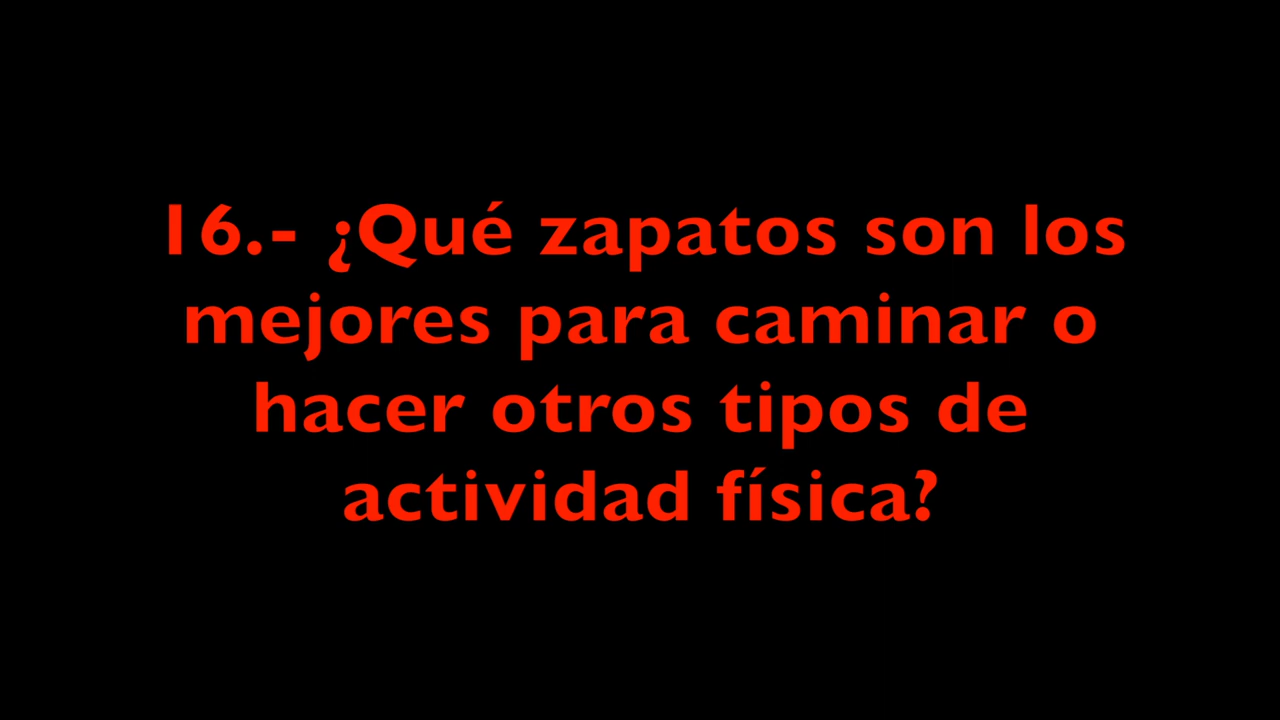 16.- ¿Qué zapatos son los
mejores para caminar o
hacer otros tipos de
actividad física?